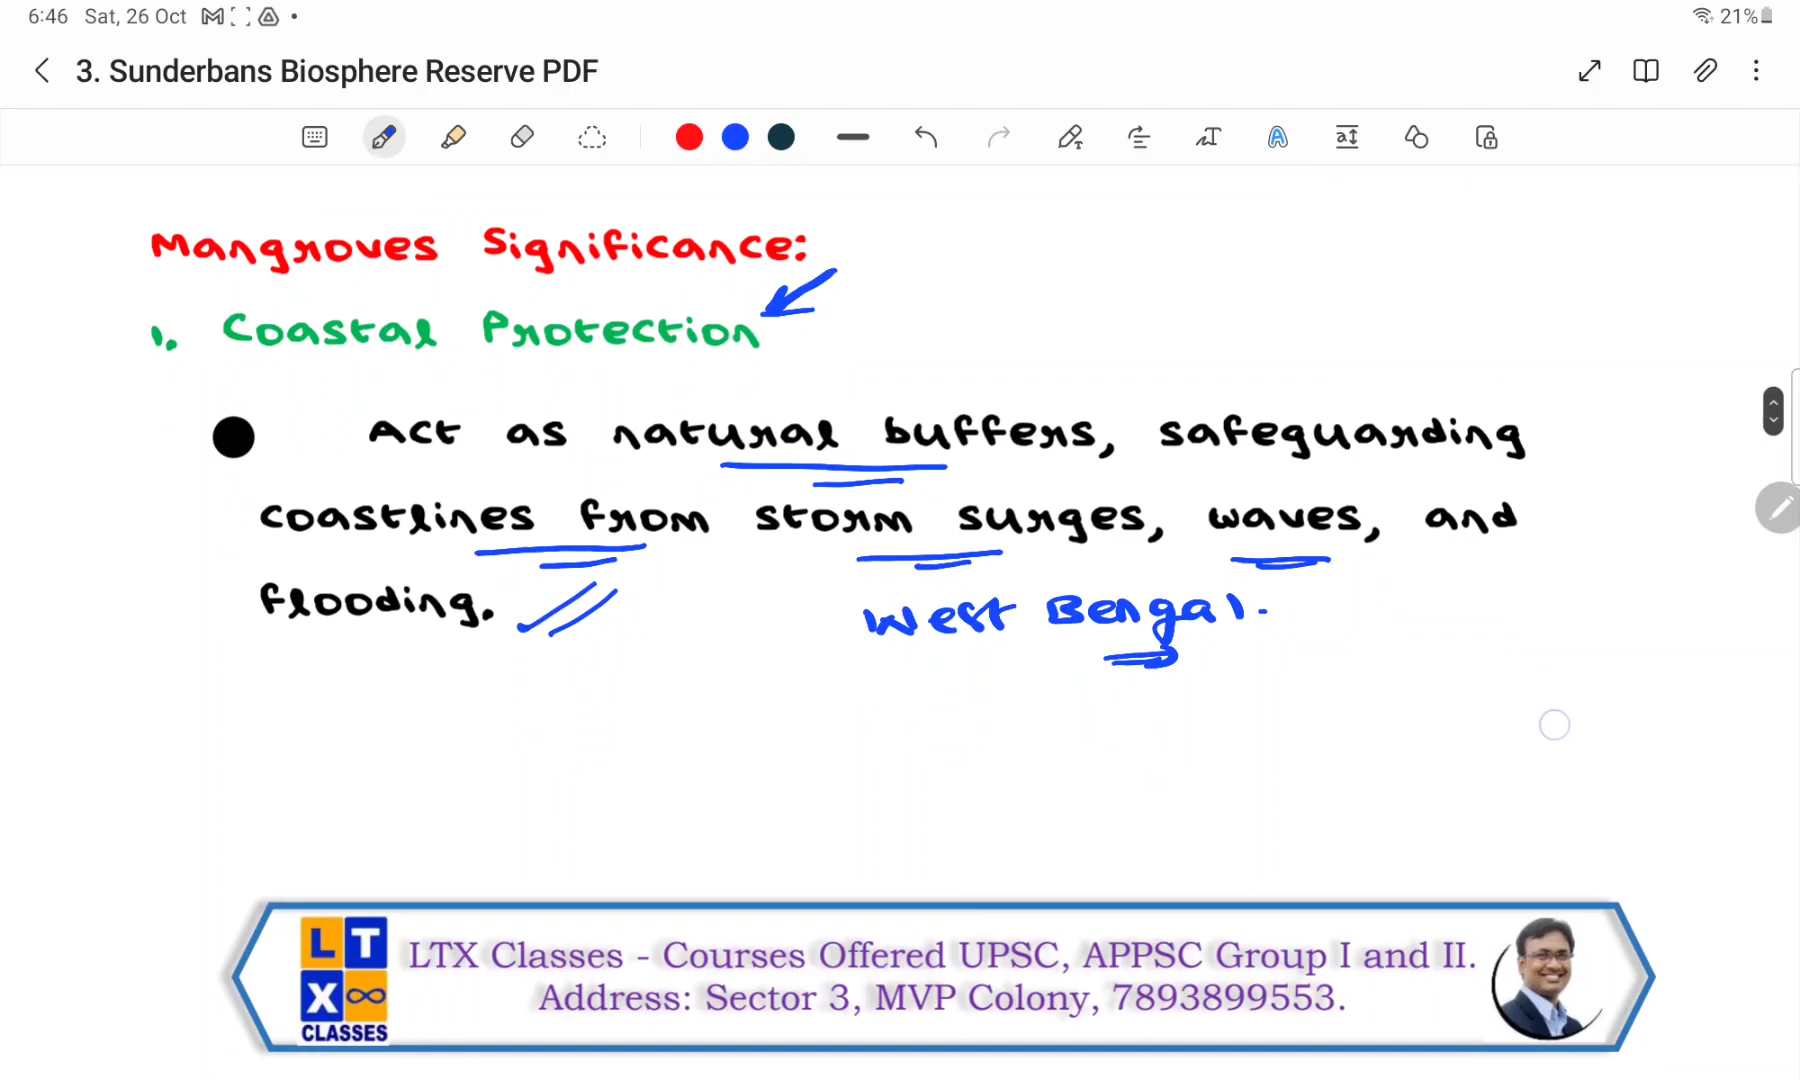 6:46 Sat, 26 Oct
21%
3. Sunderbans Biosphere Reserve PDF
Mangroves Significance:
1. Coastal Protection
Act as natural buffers, safeguarding
coastlines from storm surges, waves, and
flooding.
West Bengal.
LT
X∞
CLASSES
LTX Classes - Courses Offered UPSC, APPSC Group I and II.
Address: Sector 3, MVP Colony, 7893899553.